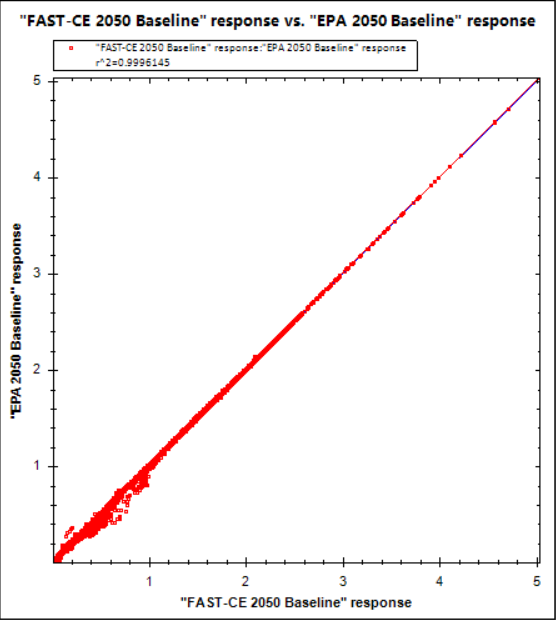 "FAST-CE 2050 Baseline" response vs. "EPA 2050 Baseline" response
"FAST-CE 2050 Baseline" response:"EPA 2050 Baseline" response
r^2=0.9996145
5
4
3
2
1
"EPA 2050 Baseline" response
1 2 3 4 5
"FAST-CE 2050 Baseline" response